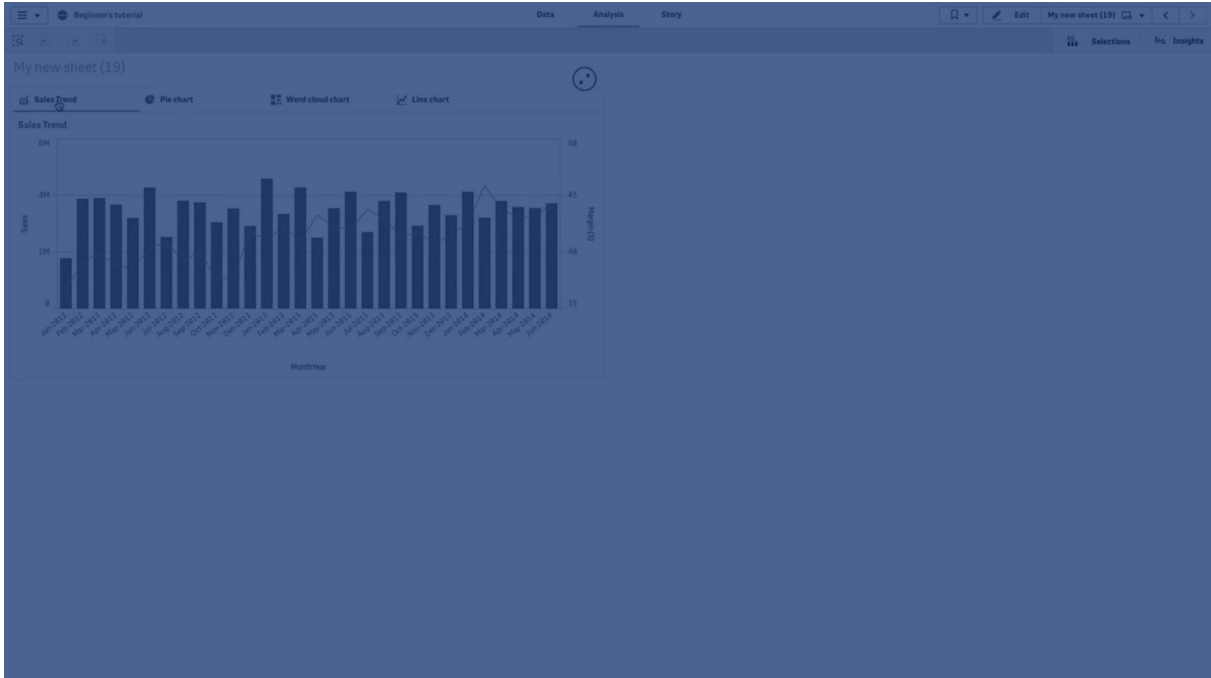 Beginner's tutorial Data Analysis Story Edit My new sheet (19)
Selections Insights
My new sheet (19)
Sales Trend Pie chart Word cloud chart Line chart
Sales Trend
6M 50
4M 45
Sales
Margin (%)
2M 40
0 35
Jan-2012 Feb-2012 Mar-2012 Apr-2012 May-2012 Jun-2012 Jul-2012 Aug-2012 Sep-2012 Oct-2012 Nov-2012 Dec-2012 Jan-2013 Feb-2013 Mar-2013 Apr-2013 May-2013 Jun-2013 Jul-2013 Aug-2013 Sep-2013 Oct-2013 Nov-2013 Dec-2013 Jan-2014 Feb-2014 Mar-2014 Apr-2014 May-2014 Jun-2014
MonthYear